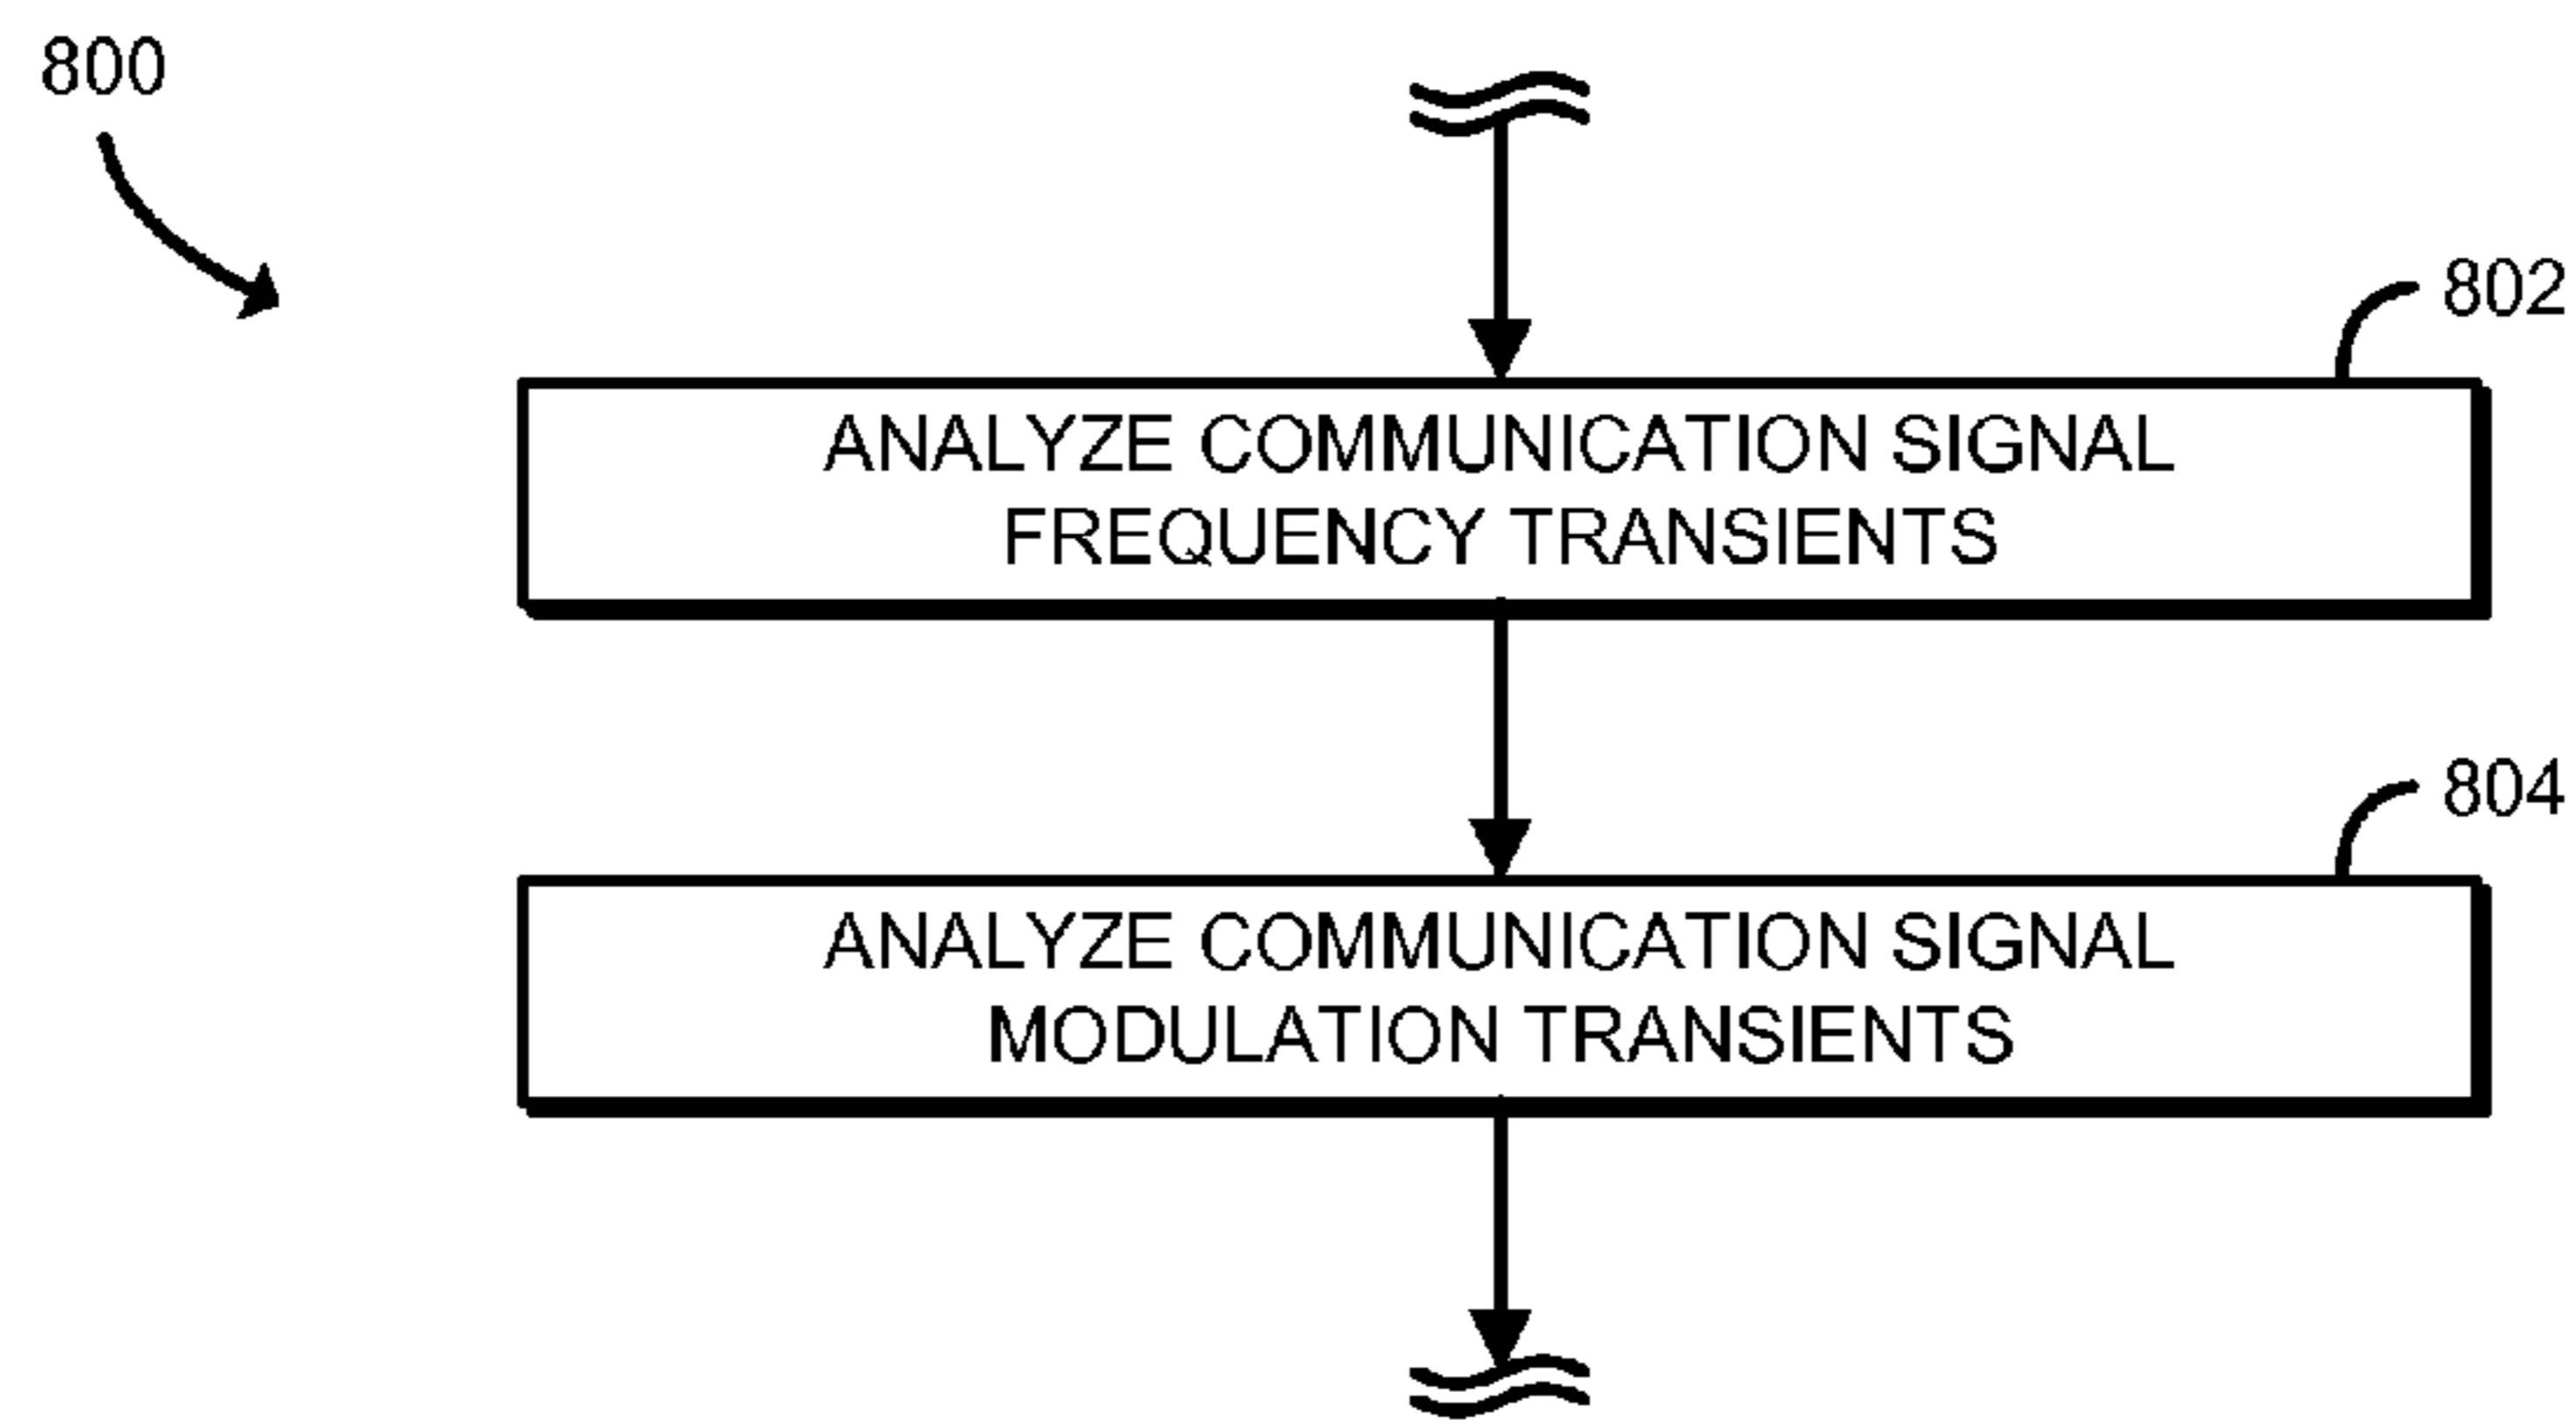 800
802
ANALYZE COMMUNICATION SIGNAL
FREQUENCY TRANSIENTS
804
ANALYZE COMMUNICATION SIGNAL
MODULATION TRANSIENTS